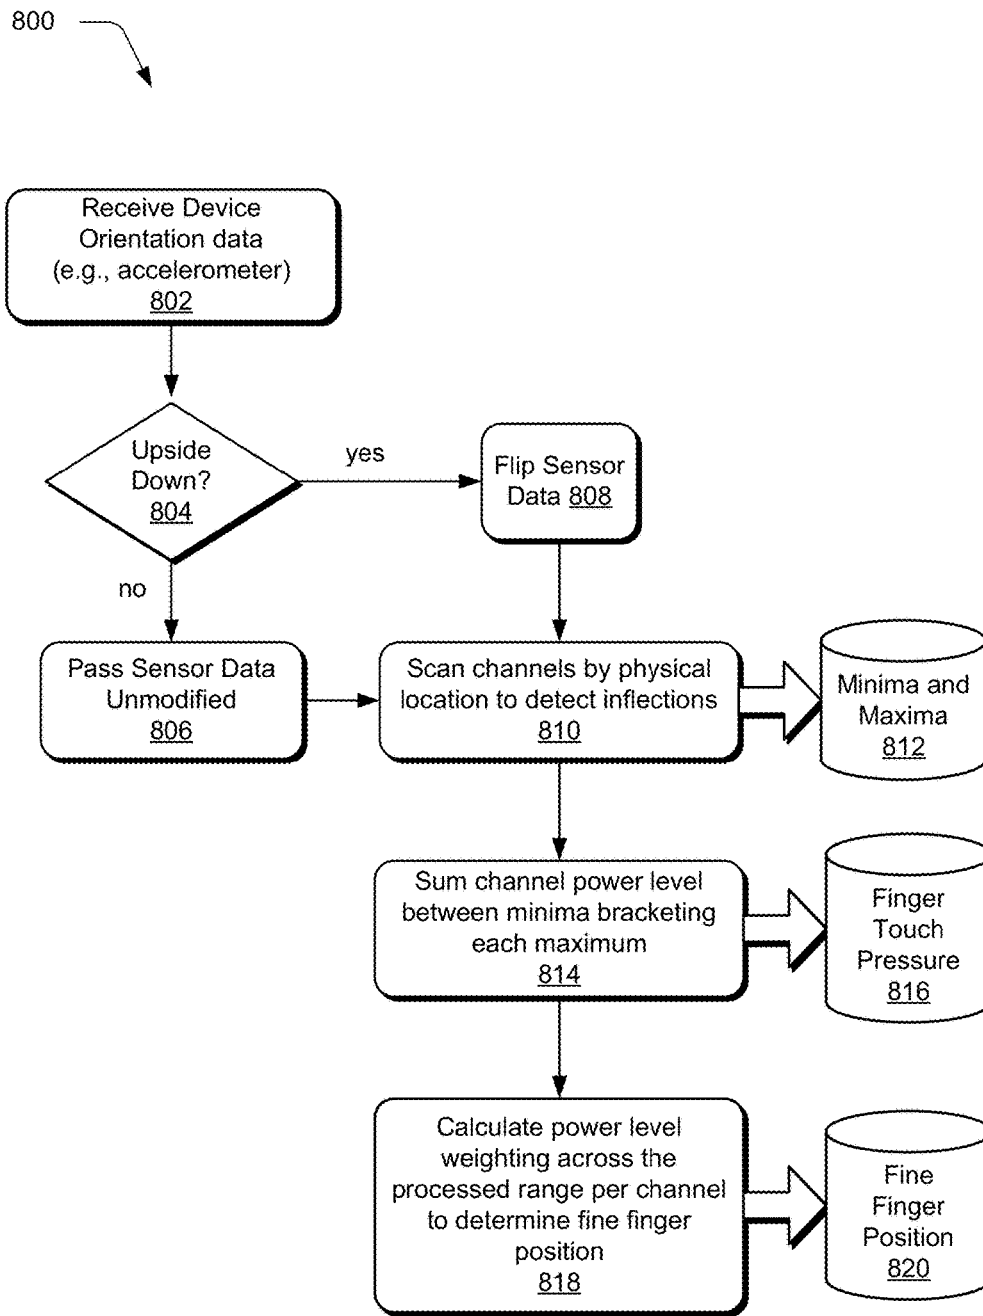 800
Receive Device
Orientation data
(e.g., accelerometer)
802
Upside
Down?
804
yes
Flip Sensor
Data 808
no
Pass Sensor Data
Unmodified
806
Scan channels by physical
location to detect inflections
810
Minima and
Maxima
812
Sum channel power level
between minima bracketing
each maximum
814
Finger
Touch
Pressure
816
Calculate power level
weighting across the
processed range per channel
to determine fine finger
position
818
Fine
Finger
Position
820